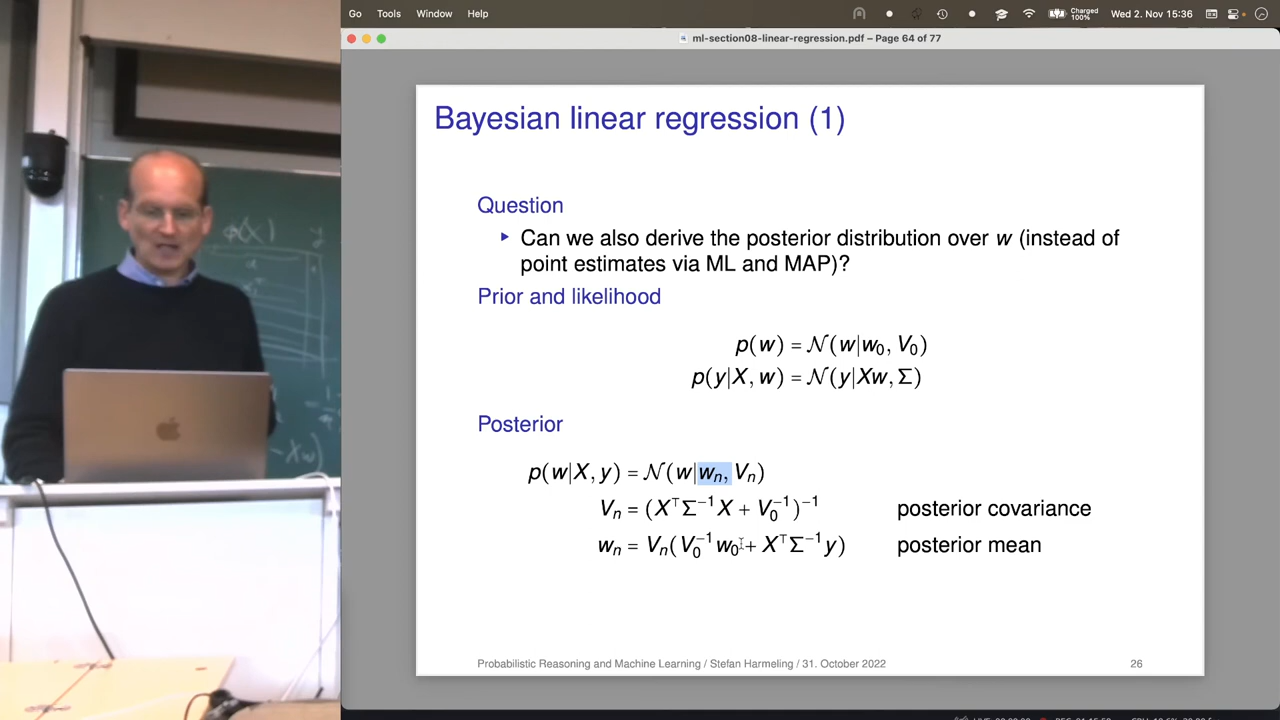 Go Tools Window Help Charged 100% Wed 2. Nov 15:36
ml-section08-linear-regression.pdf – Page 64 of 77
Bayesian linear regression (1)
Question
Can we also derive the posterior distribution over w (instead of
point estimates via ML and MAP)?
Prior and likelihood
p(w) = 𝒩(w|w₀, V₀)
p(y|X, w) = 𝒩(y|Xw, Σ)
Posterior
p(w|X, y) = 𝒩(w|wₙ, Vₙ)
Vₙ = (X⊤Σ⁻¹X + V₀⁻¹)⁻¹ posterior covariance
wₙ = Vₙ(V₀⁻¹w₀ + X⊤Σ⁻¹y) posterior mean
Probabilistic Reasoning and Machine Learning / Stefan Harmeling / 31. October 2022 26
ϕ(X) y
- Xw)